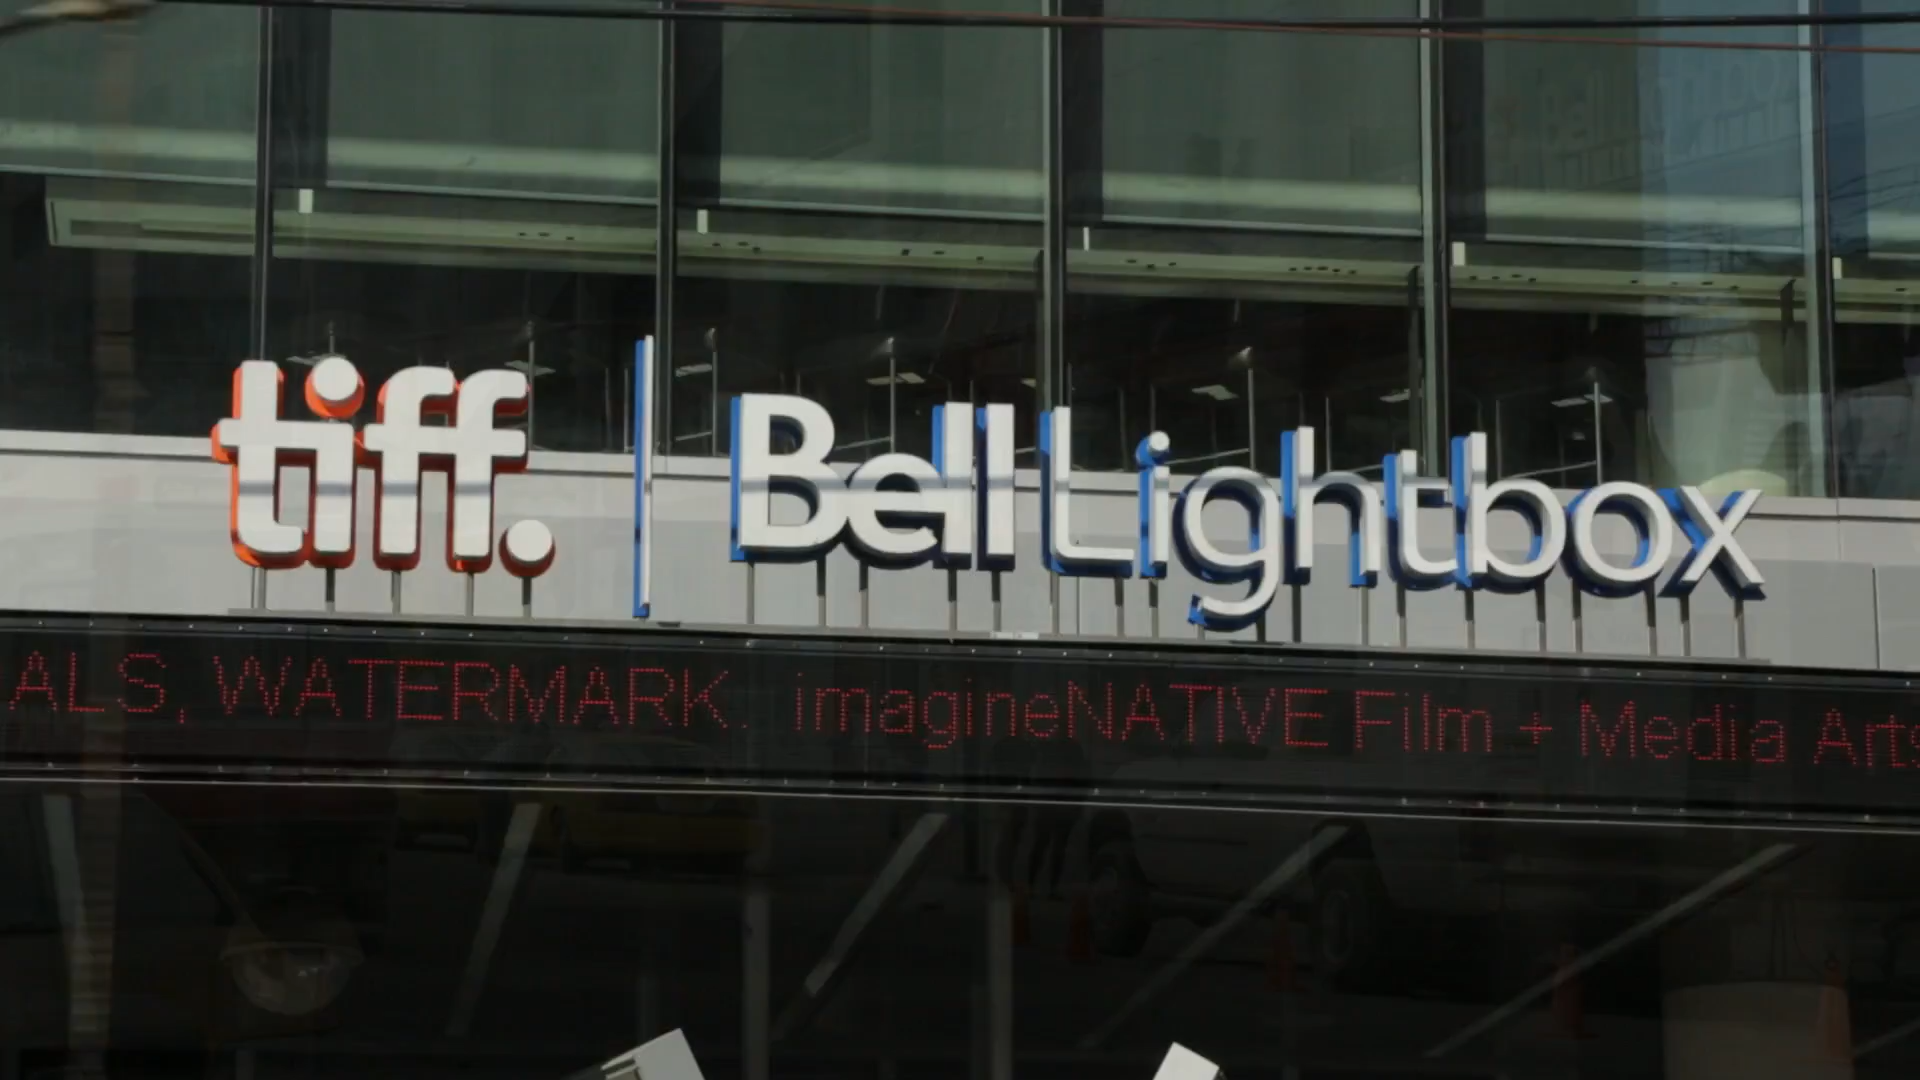 tiff. | Bell Lightbox
ALS, WATERMARK. imagineNATIVE Film + Media Arts